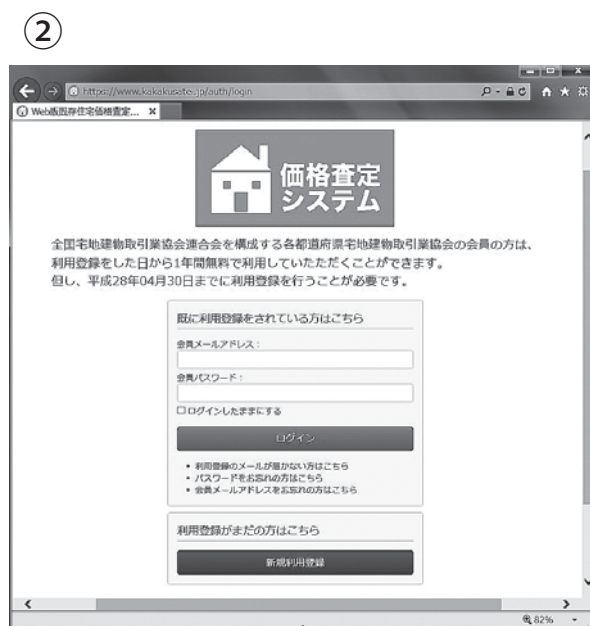 ②
https://www.kakakusatei.jp/auth/login
Web版既存住宅価格査定...
価格査定
システム
全国宅地建物取引業協会連合会を構成する各都道府県宅地建物取引業協会の会員の方は、
利用登録をした日から1年間無料で利用していたただくことができます。
但し、平成28年04月30日までに利用登録を行うことが必要です。
既に利用登録をされている方はこちら
会員メールアドレス：
会員パスワード：
ログインしたままにする
ログイン
• 利用登録のメールが届かない方はこちら
• パスワードをお忘れの方はこちら
• 会員メールアドレスをお忘れの方はこちら
利用登録がまだの方はこちら
新規利用登録
82%